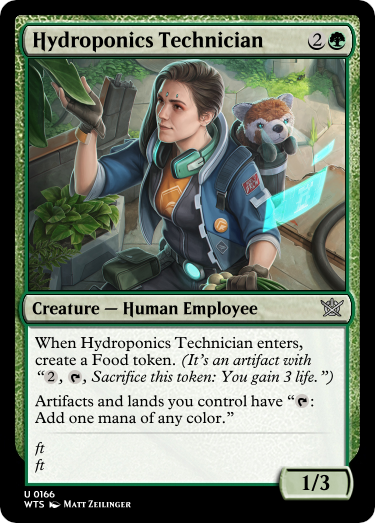 Hydroponics Technician 2
Creature — Human Employee
When Hydroponics Technician enters,
create a Food token. (It's an artifact with
“2, , Sacrifice this token: You gain 3 life.”)
Artifacts and lands you control have “ :
Add one mana of any color.”
ft
ft
1/3
U 0166
WTS Matt Zeilinger